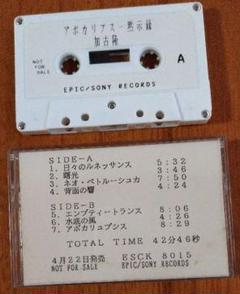 アポカリプスー黙示録
加古隆
NOT
FOR
SALE
A
EPIC/SONY RECORDS
SIDE-A
1. 日々のルネッサンス 5:32
2. 曙光 3:46
3. ネオ・ペトルーシュカ 7:50
4. 背面の響 4:24
SIDE-B
5. エンプティートランス 8:06
6. 水底の風 4:26
7. アポカリュプシス 8:29
TOTAL TIME 42分46秒
4月22日発売 ESCK 8015
NOT FOR SALE EPIC/SONY RECORDS